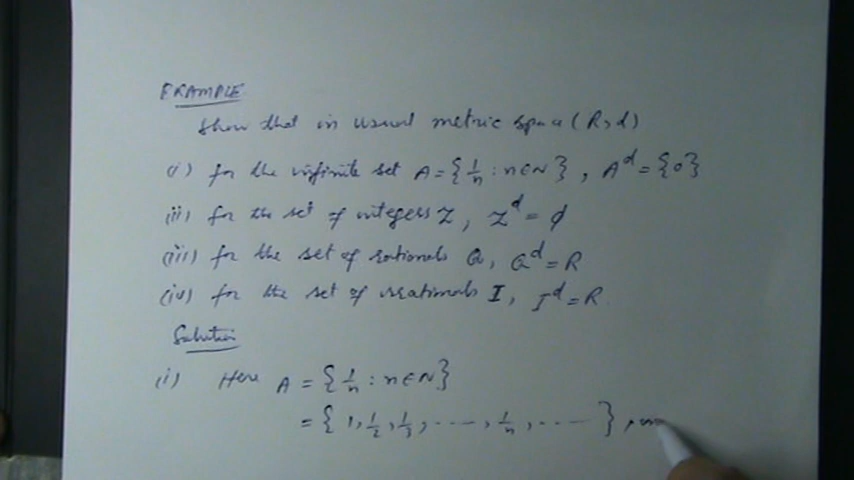 EXAMPLE
Show that in usual metric space (R, d)
(i) for the infinite set A = {1/n : n∈N}, A^d = {0}
(ii) for the set of integers Z, Z^d = ϕ
(iii) for the set of rationals Q, Q^d = R
(iv) for the set of irrationals I, I^d = R.
Solution
(i) Here A = {1/n : n∈N}
= {1, 1/2, 1/3, ----, 1/n, ----- },